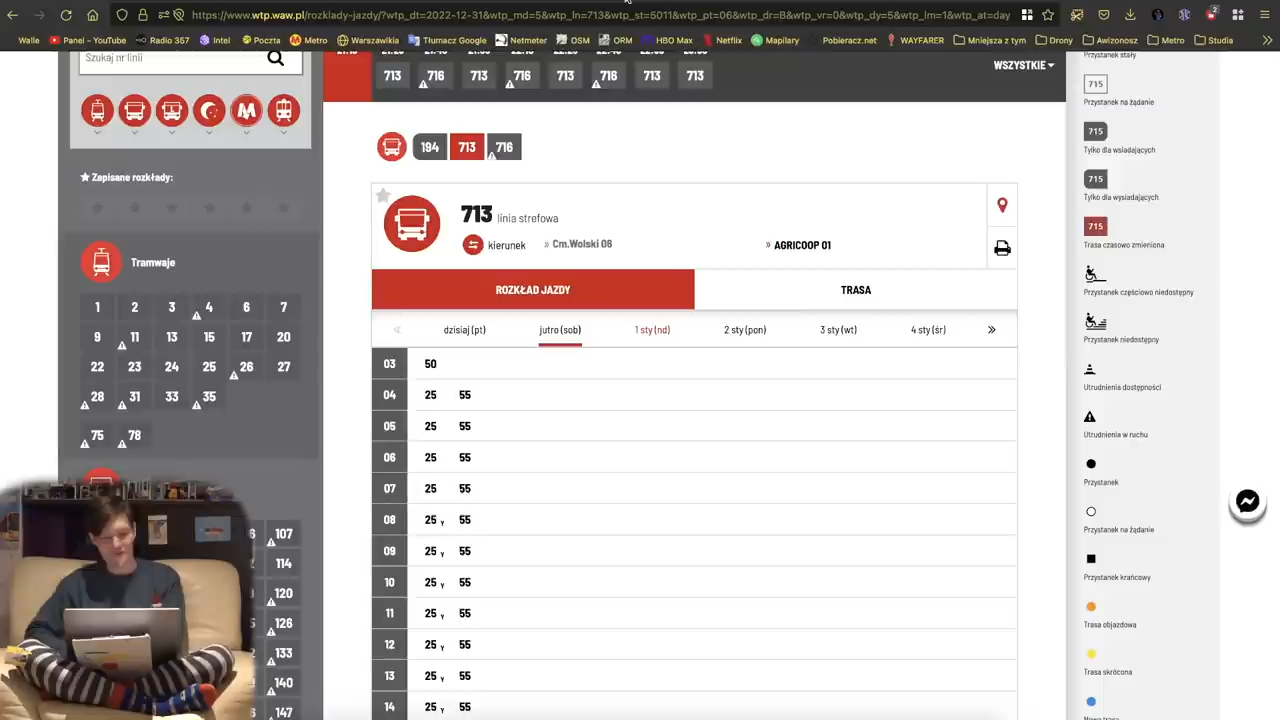 https://www.wtp.waw.pl/rozklady-jazdy/?wtp_dt=2022-12-31&wtp_md=5&wtp_ln=713&wtp_st=5011&wtp_pt=06&wtp_dr=B&wtp_vr=0&wtp_dy=5&wtp_lm=1&wtp_at=day
2
Walle Panel - YouTube Radio 357 Intel Poczta Metro Warszawikia Tłumacz Google Netmeter OSM ORM HBO Max Netflix Mapilary Polsacz.net WAYFARER Mniejsza z tym Drony Awizonosz Metro Studia
Szukaj nr linii
713 716 713 716 713 716 713 713
WSZYSTKIE
Zapisane rozkłady:
194 713 716
713 linia strefowa
kierunek » Cm.Wolski 06 » AGRICOOP 01
ROZKŁAD JAZDY TRASA
« dzisiaj (pt) jutro (sob) 1 sty (nd) 2 sty (pon) 3 sty (wt) 4 sty (śr) »
03 50
04 25 55
05 25 55
06 25 55
07 25 55
08 25 Y 55
09 25 Y 55
10 25 Y 55
11 25 Y 55
12 25 Y 55
13 25 Y 55
14 25 Y 55
Tramwaje
1 2 3 4 6 7
9 11 13 15 17 20
22 23 24 25 26 27
28 31 33 35
75 78
107
114
120
126
133
140
147
Przystanek stały
715
Przystanek na żądanie
715
Tylko dla wsiadających
715
Tylko dla wysiadających
715
Trasa czasowo zmieniona
Przystanek częściowo niedostępny
Przystanek niedostępny
Utrudnienia dostępności
Utrudnienia w ruchu
Przystanek
Przystanek na żądanie
Przystanek krańcowy
Trasa objazdowa
Trasa skrócona
Nowa trasa